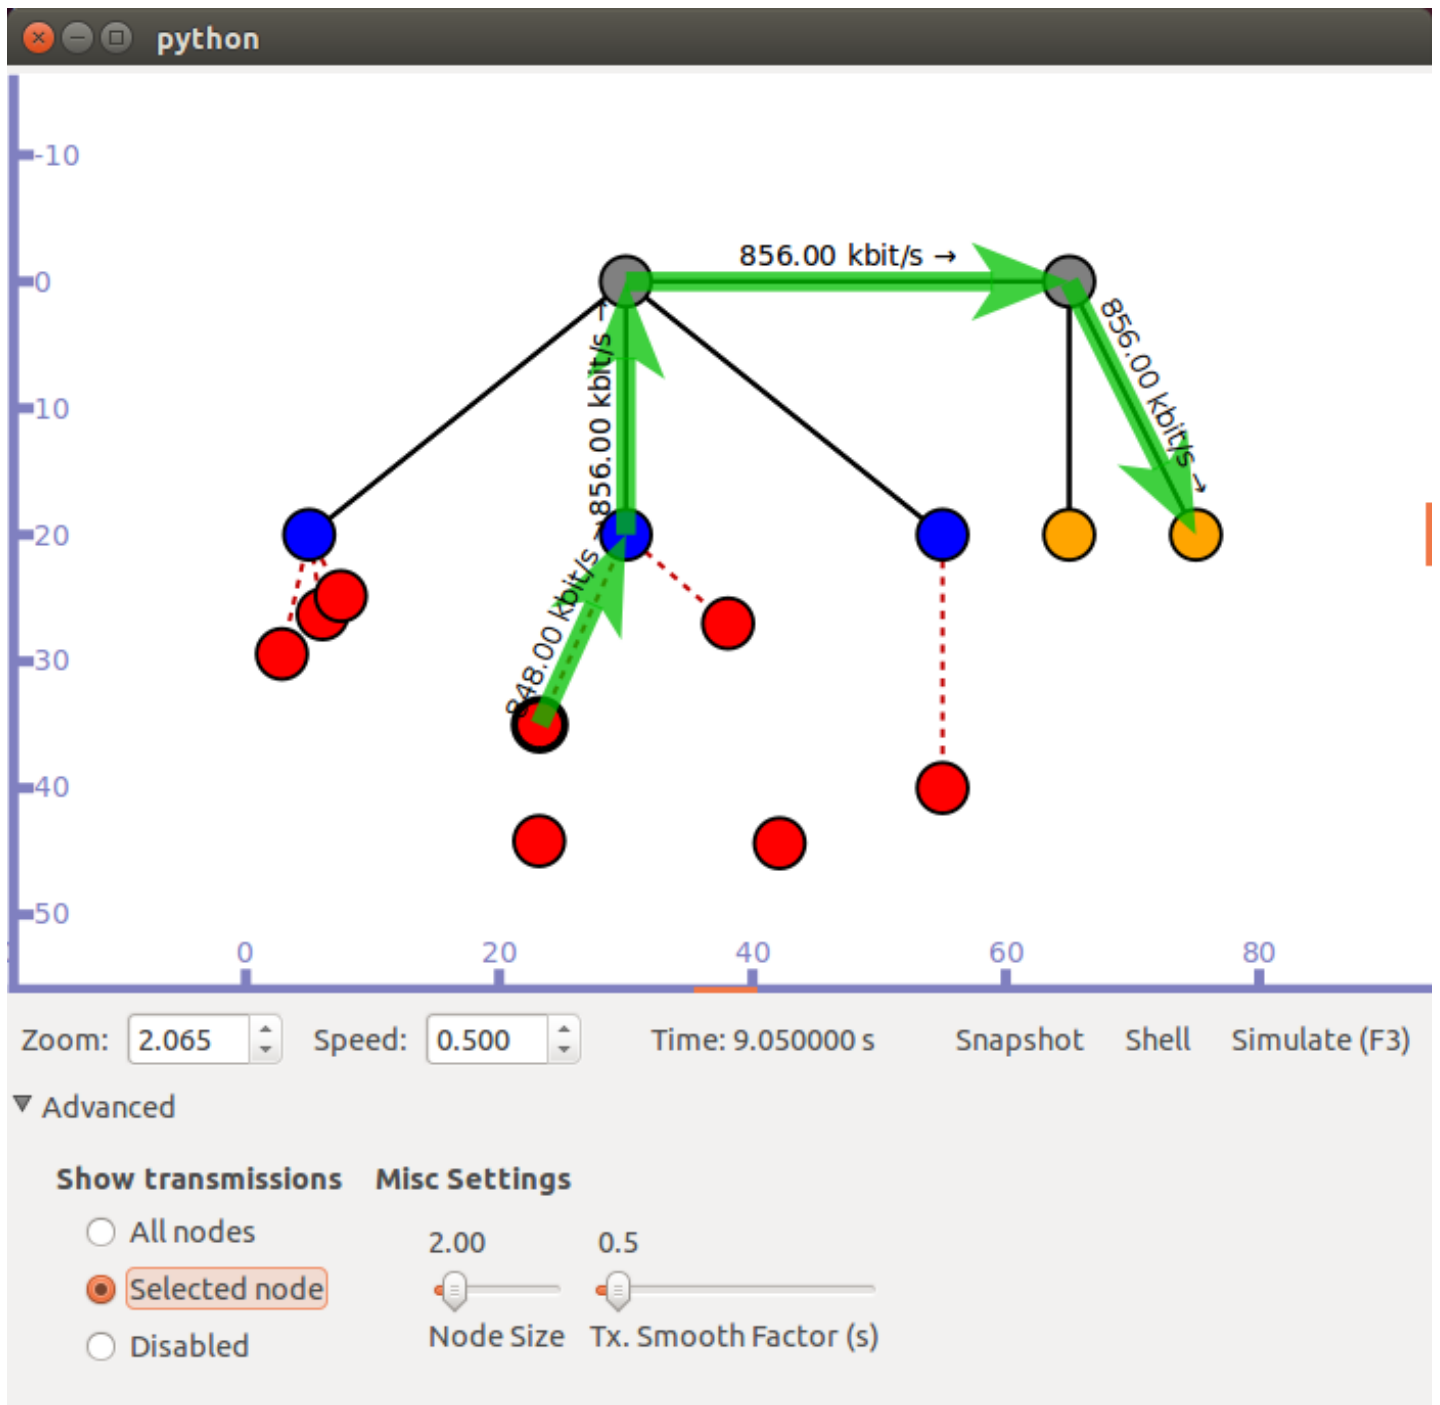 python
-10
0
10
20
30
40
50
856.00 kbit/s →
856.00 kbit/s →
856.00 kbit/s →
848.00 kbit/s →
0 20 40 60 80
Zoom: 2.065 Speed: 0.500 Time: 9.050000 s Snapshot Shell Simulate (F3)
Advanced
Show transmissions Misc Settings
All nodes 2.00 0.5
Selected node
Disabled Node Size Tx. Smooth Factor (s)